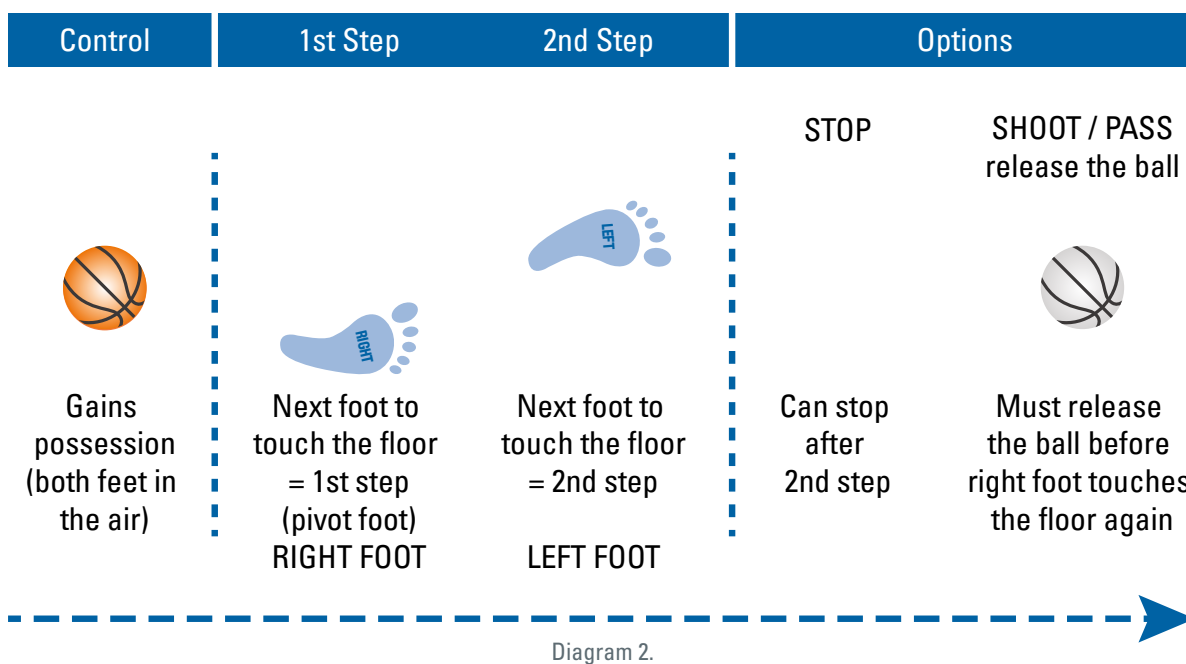 Control
1st Step
2nd Step
Options
STOP
SHOOT / PASS
release the ball
RIGHT
LEFT
Gains
possession
(both feet in
the air)
Next foot to
touch the floor
= 1st step
(pivot foot)
RIGHT FOOT
Next foot to
touch the floor
= 2nd step
LEFT FOOT
Can stop
after
2nd step
Must release
the ball before
right foot touches
the floor again
Diagram 2.